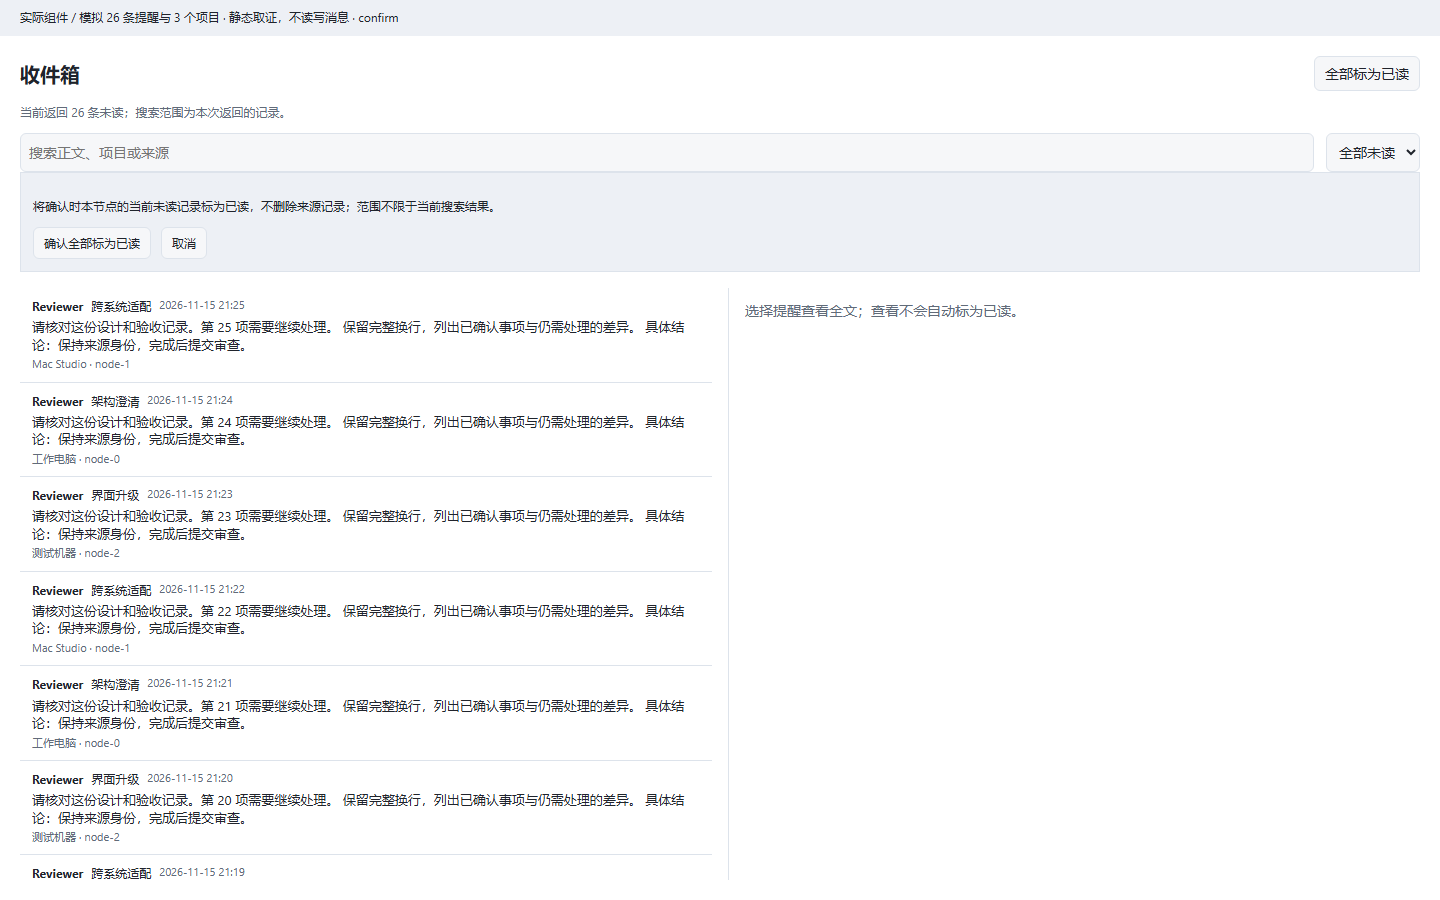 实际组件 / 模拟 26 条提醒与 3 个项目 · 静态取证，不读写消息 · confirm
收件箱
全部标为已读
当前返回 26 条未读；搜索范围为本次返回的记录。
搜索正文、项目或来源
全部未读
将确认时本节点的当前未读记录标为已读，不删除来源记录；范围不限于当前搜索结果。
确认全部标为已读 取消
Reviewer 跨系统适配 2026-11-15 21:25
请核对这份设计和验收记录。第 25 项需要继续处理。 保留完整换行，列出已确认事项与仍需处理的差异。 具体结
论：保持来源身份，完成后提交审查。
Mac Studio · node-1
Reviewer 架构澄清 2026-11-15 21:24
请核对这份设计和验收记录。第 24 项需要继续处理。 保留完整换行，列出已确认事项与仍需处理的差异。 具体结
论：保持来源身份，完成后提交审查。
工作电脑 · node-0
Reviewer 界面升级 2026-11-15 21:23
请核对这份设计和验收记录。第 23 项需要继续处理。 保留完整换行，列出已确认事项与仍需处理的差异。 具体结
论：保持来源身份，完成后提交审查。
测试机器 · node-2
Reviewer 跨系统适配 2026-11-15 21:22
请核对这份设计和验收记录。第 22 项需要继续处理。 保留完整换行，列出已确认事项与仍需处理的差异。 具体结
论：保持来源身份，完成后提交审查。
Mac Studio · node-1
Reviewer 架构澄清 2026-11-15 21:21
请核对这份设计和验收记录。第 21 项需要继续处理。 保留完整换行，列出已确认事项与仍需处理的差异。 具体结
论：保持来源身份，完成后提交审查。
工作电脑 · node-0
Reviewer 界面升级 2026-11-15 21:20
请核对这份设计和验收记录。第 20 项需要继续处理。 保留完整换行，列出已确认事项与仍需处理的差异。 具体结
论：保持来源身份，完成后提交审查。
测试机器 · node-2
Reviewer 跨系统适配 2026-11-15 21:19
选择提醒查看全文；查看不会自动标为已读。